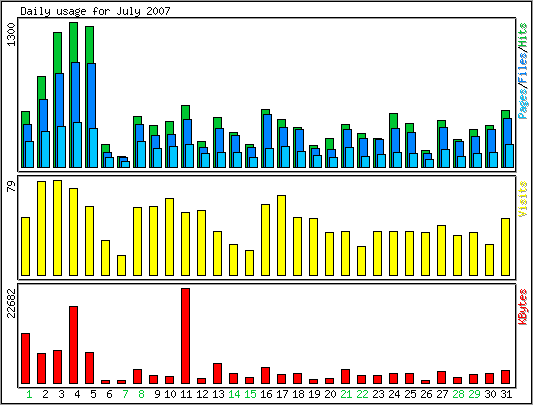 Daily usage for July 2007
1300
Pages/Files/Hits
79
Visits
22682
KBytes
1 2 3 4 5 6 7 8 9 10 11 12 13 14 15 16 17 18 19 20 21 22 23 24 25 26 27 28 29 30 31